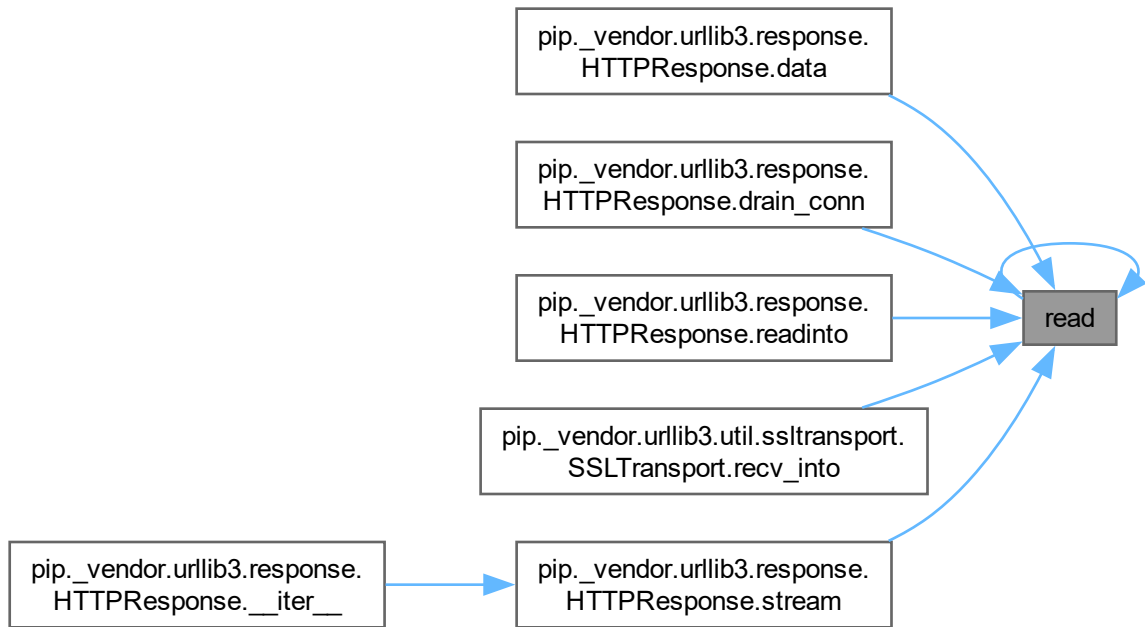 pip._vendor.urllib3.response.
HTTPResponse.data
pip._vendor.urllib3.response.
HTTPResponse.drain_conn
pip._vendor.urllib3.response.
HTTPResponse.readinto
read
pip._vendor.urllib3.util.ssltransport.
SSLTransport.recv_into
pip._vendor.urllib3.response.
HTTPResponse.__iter__
pip._vendor.urllib3.response.
HTTPResponse.stream